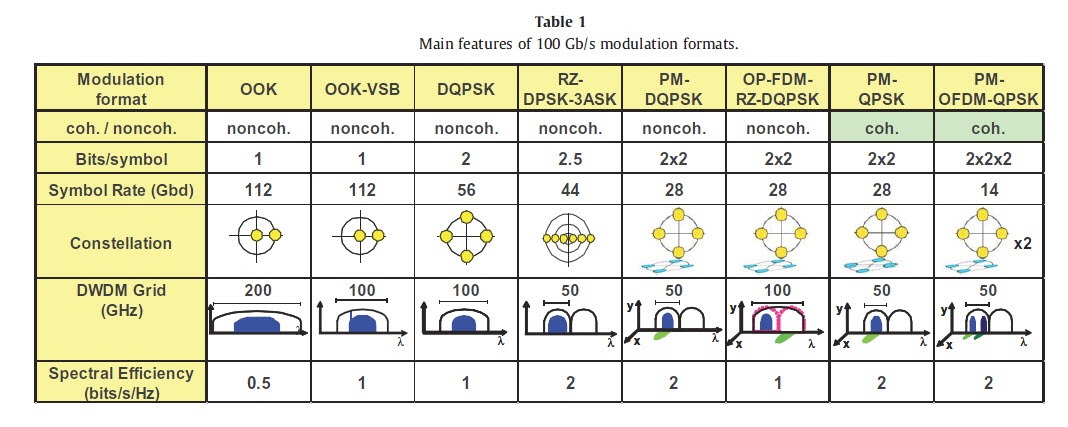 Table 1
Main features of 100 Gb/s modulation formats.
Modulation format OOK OOK-VSB DQPSK RZ-DPSK-3ASK PM-DQPSK OP-FDM-RZ-DQPSK PM-QPSK PM-OFDM-QPSK
coh. / noncoh. noncoh. noncoh. noncoh. noncoh. noncoh. noncoh. coh. coh.
Bits/symbol 1 1 2 2.5 2x2 2x2 2x2 2x2x2
Symbol Rate (Gbd) 112 112 56 44 28 28 28 14
Constellation x2
DWDM Grid (GHz) 200 100 100 50 50 100 50 50
λ λ λ y x λ y x λ y x λ y x λ
Spectral Efficiency (bits/s/Hz) 0.5 1 1 2 2 1 2 2